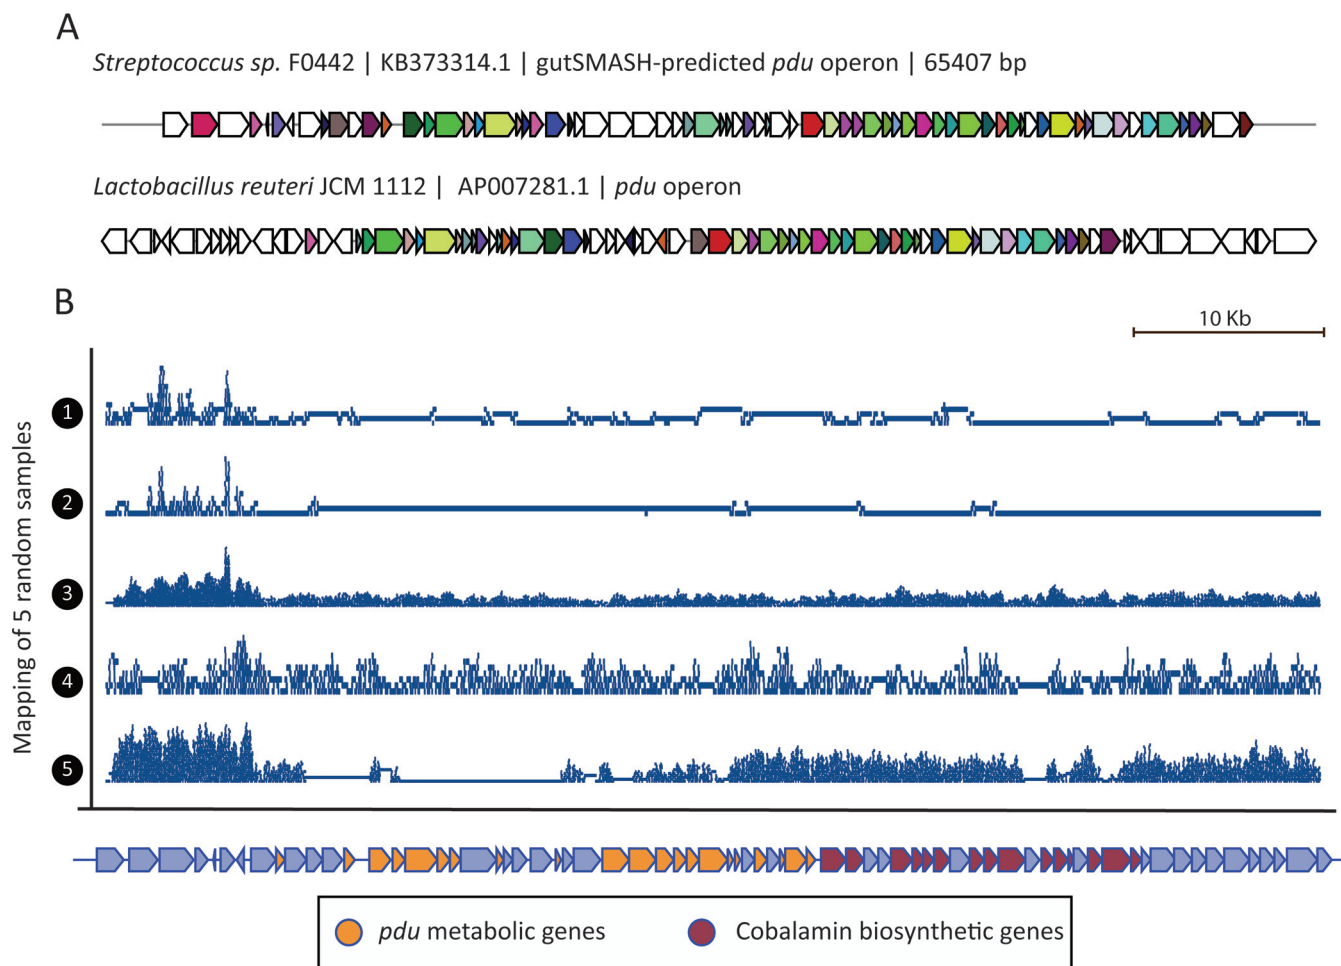 A
Streptococcus sp. F0442 | KB373314.1 | gutSMASH-predicted pdu operon | 65407 bp
Lactobacillus reuteri JCM 1112 | AP007281.1 | pdu operon
B
10 Kb
Mapping of 5 random samples
1
2
3
4
5
pdu metabolic genes
Cobalamin biosynthetic genes